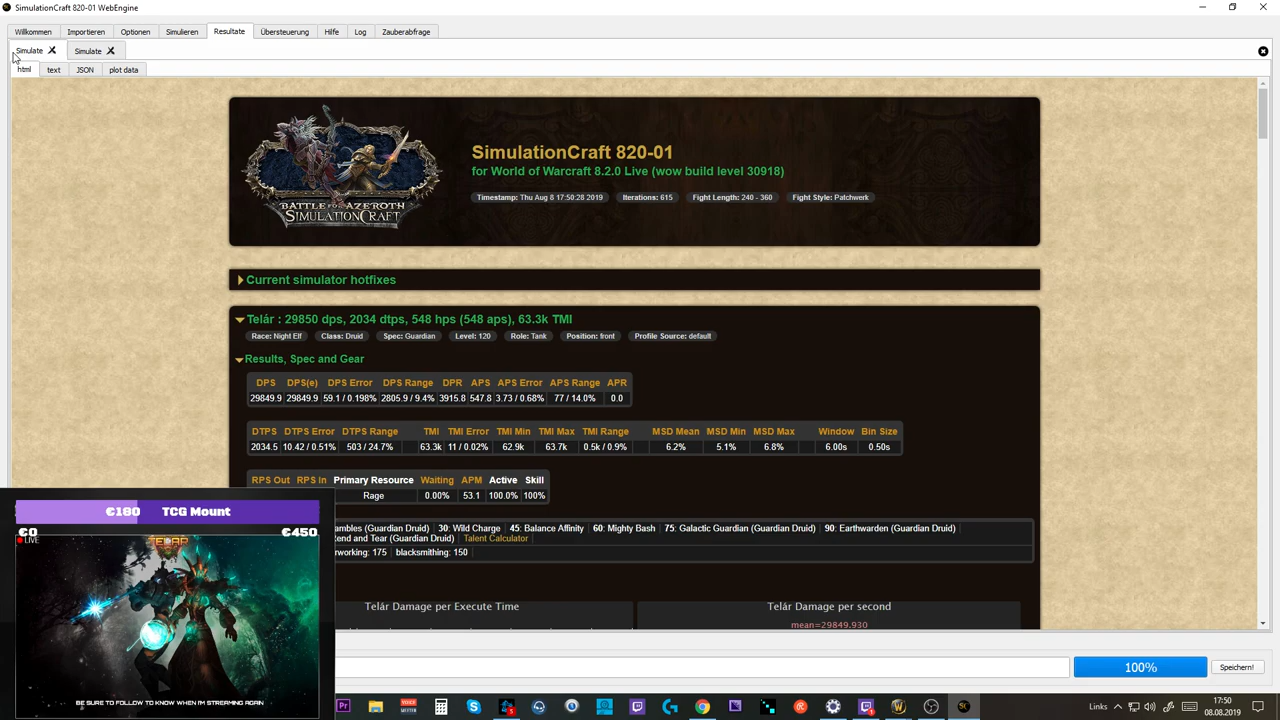 SimulationCraft 820-01 WebEngine
Willkommen Importieren Optionen Simulieren Resultate Übersteuerung Hilfe Log Zauberabfrage
Simulate Simulate
html text JSON plot data
BATTLE FOR AZEROTH
SIMULATIONCRAFT
SimulationCraft 820-01
for World of Warcraft 8.2.0 Live (wow build level 30918)
Timestamp: Thu Aug 8 17:50:28 2019 Iterations: 615 Fight Length: 240 - 360 Fight Style: Patchwerk
Current simulator hotfixes
Telár : 29850 dps, 2034 dtps, 548 hps (548 aps), 63.3k TMI
Race: Night Elf Class: Druid Spec: Guardian Level: 120 Role: Tank Position: front Profile Source: default
Results, Spec and Gear
DPS DPS(e) DPS Error DPS Range DPR APS APS Error APS Range APR
29849.9 29849.9 59.1 / 0.198% 2805.9 / 9.4% 3915.8 547.8 3.73 / 0.68% 77 / 14.0% 0.0
DTPS DTPS Error DTPS Range TMI TMI Error TMI Min TMI Max TMI Range MSD Mean MSD Min MSD Max Window Bin Size
2034.5 10.42 / 0.51% 503 / 24.7% 63.3k 11 / 0.02% 62.9k 63.7k 0.5k / 0.9% 6.2% 5.1% 6.8% 6.00s 0.50s
RPS Out RPS In Primary Resource Waiting APM Active Skill
Rage 0.00% 53.1 100.0% 100%
ambles (Guardian Druid) 30: Wild Charge 45: Balance Affinity 60: Mighty Bash 75: Galactic Guardian (Guardian Druid) 90: Earthwarden (Guardian Druid)
end and Tear (Guardian Druid) Talent Calculator
erworking: 175 blacksmithing: 150
Telár Damage per Execute Time Telár Damage per second
mean=29849.930
€180 TCG Mount
€0 €450
LIVE
TELAR
BE SURE TO FOLLOW TO KNOW WHEN I'M STREAMING AGAIN
100% Speichern!
Links 17:50
08.08.2019